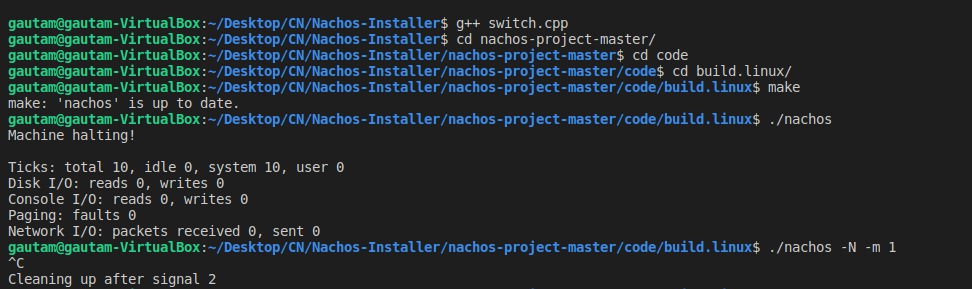 gautam@gautam-VirtualBox:~/Desktop/CN/Nachos-Installer$ g++ switch.cpp
gautam@gautam-VirtualBox:~/Desktop/CN/Nachos-Installer$ cd nachos-project-master/
gautam@gautam-VirtualBox:~/Desktop/CN/Nachos-Installer/nachos-project-master$ cd code
gautam@gautam-VirtualBox:~/Desktop/CN/Nachos-Installer/nachos-project-master/code$ cd build.linux/
gautam@gautam-VirtualBox:~/Desktop/CN/Nachos-Installer/nachos-project-master/code/build.linux$ make
make: 'nachos' is up to date.
gautam@gautam-VirtualBox:~/Desktop/CN/Nachos-Installer/nachos-project-master/code/build.linux$ ./nachos
Machine halting!
Ticks: total 10, idle 0, system 10, user 0
Disk I/O: reads 0, writes 0
Console I/O: reads 0, writes 0
Paging: faults 0
Network I/O: packets received 0, sent 0
gautam@gautam-VirtualBox:~/Desktop/CN/Nachos-Installer/nachos-project-master/code/build.linux$ ./nachos -N -m 1
^C
Cleaning up after signal 2